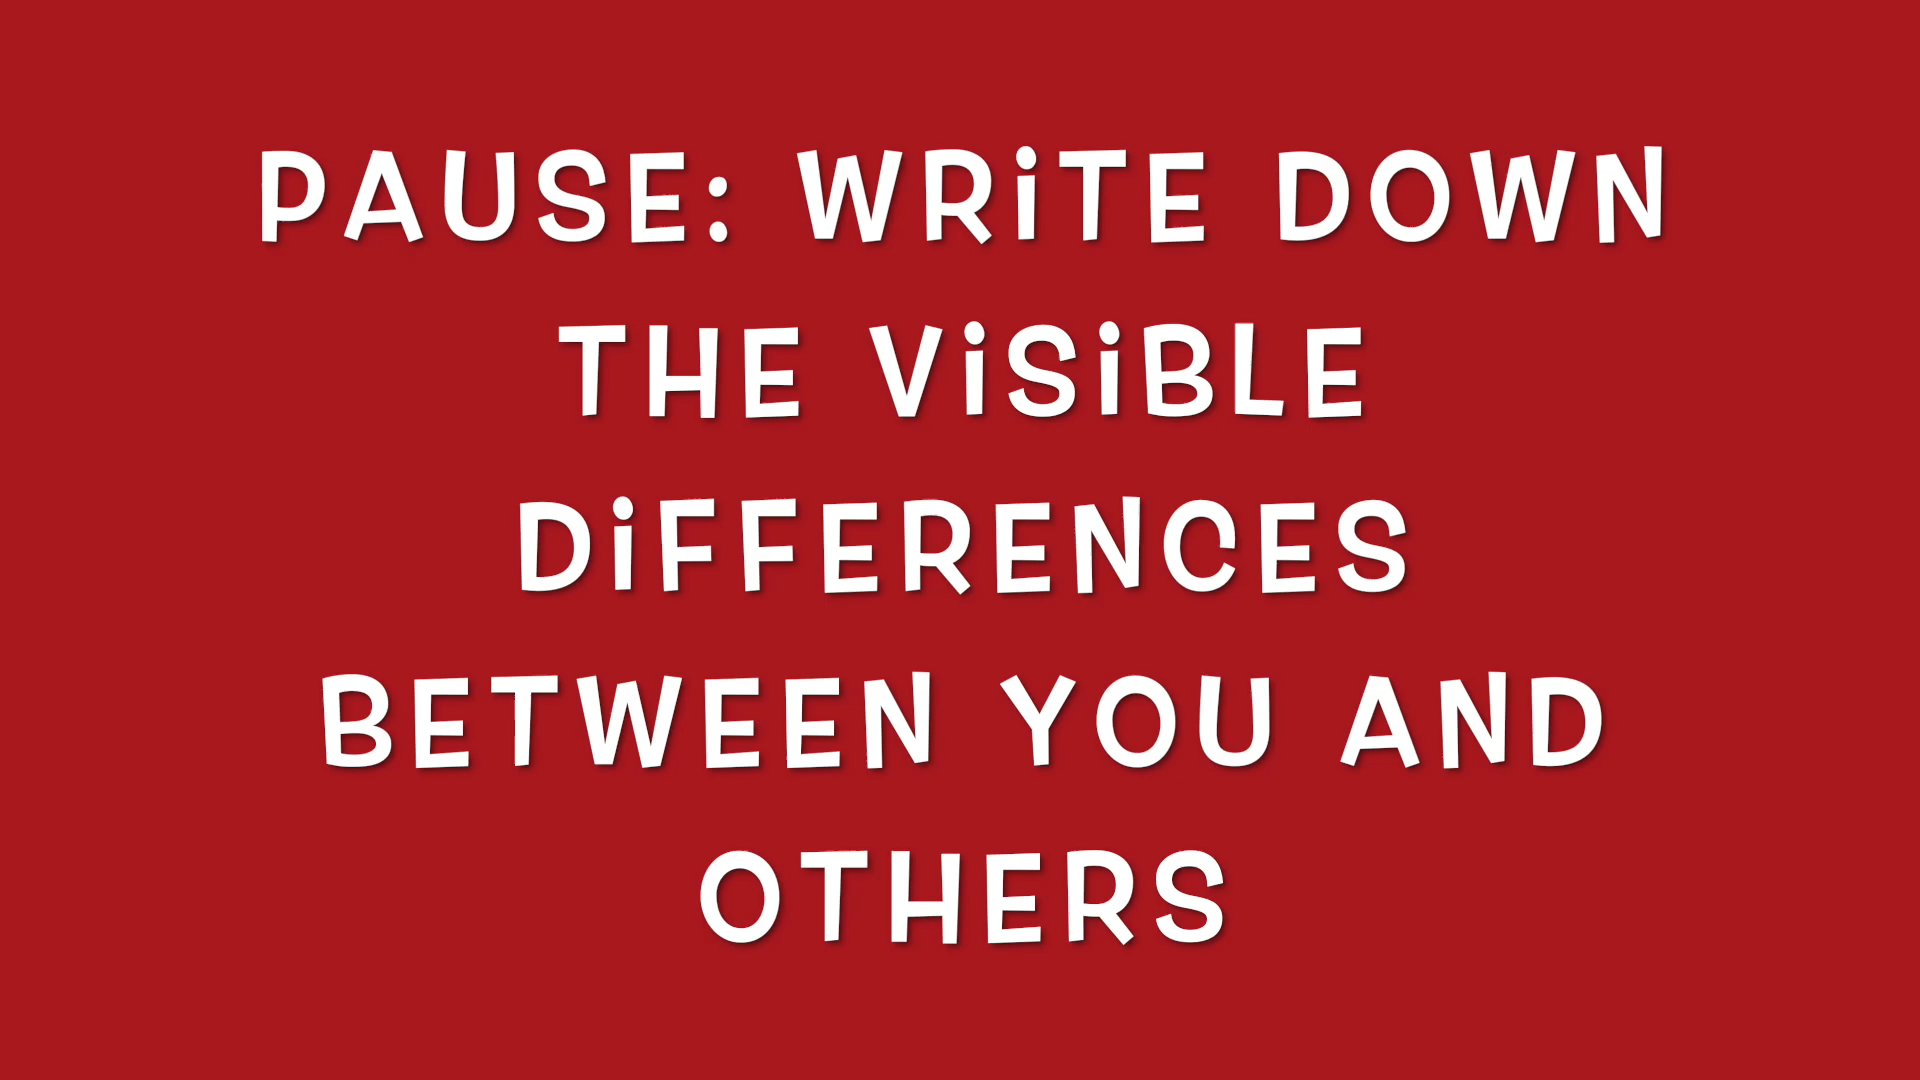 PAUSE: WRiTE DOWN
THE ViSiBLE
DiFFERENCES
BETWEEN YOU AND
OTHERS